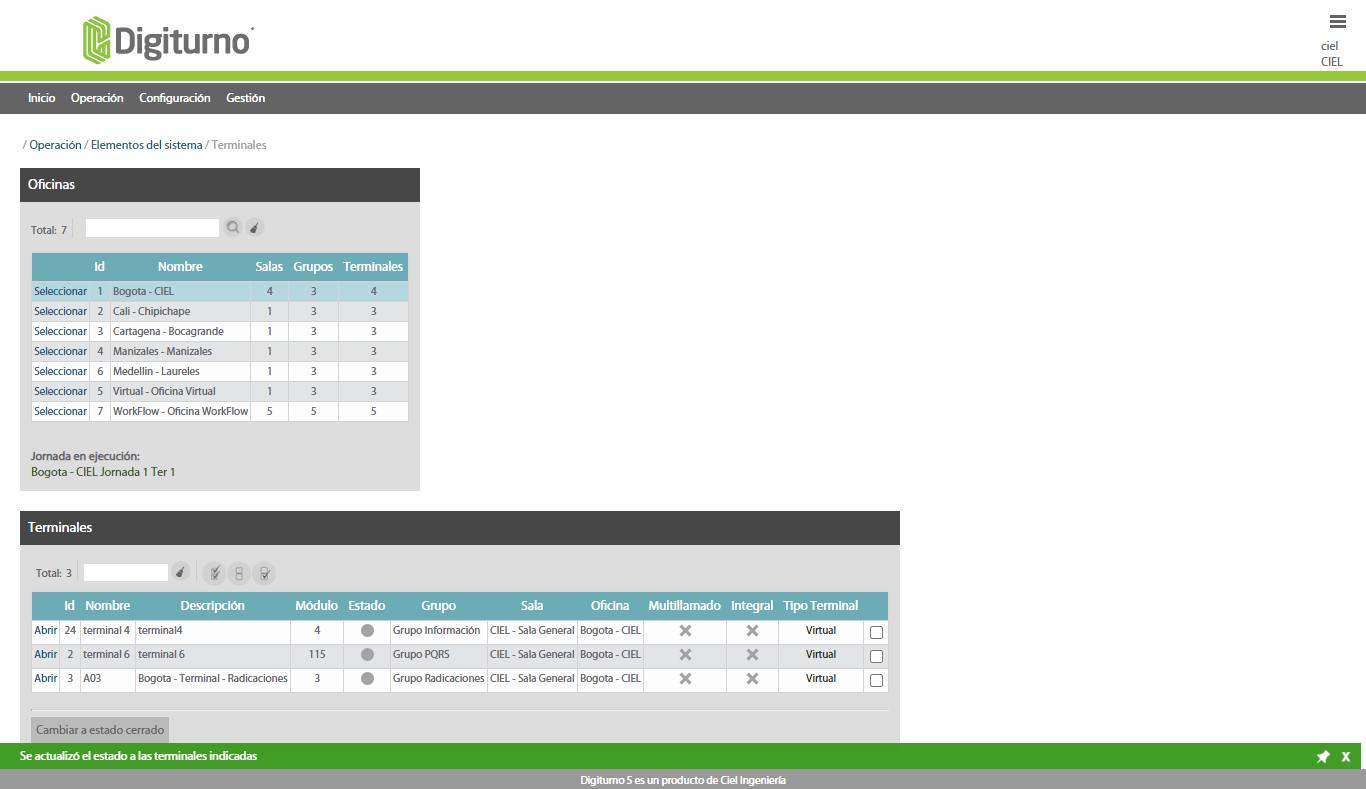 Digiturno
ciel
CIEL
Inicio Operación Configuración Gestión
/ Operación / Elementos del sistema / Terminales
Oficinas
Total: 7
Id Nombre Salas Grupos Terminales
Seleccionar 1 Bogota - CIEL 4 3 4
Seleccionar 2 Cali - Chipichape 1 3 3
Seleccionar 3 Cartagena - Bocagrande 1 3 3
Seleccionar 4 Manizales - Manizales 1 3 3
Seleccionar 6 Medellin - Laureles 1 3 3
Seleccionar 5 Virtual - Oficina Virtual 1 3 3
Seleccionar 7 WorkFlow - Oficina WorkFlow 5 5 5
Jornada en ejecución:
Bogota - CIEL Jornada 1 Ter 1
Terminales
Total: 3
Id Nombre Descripción Módulo Estado Grupo Sala Oficina Multillamado Integral Tipo Terminal
Abrir 24 terminal 4 terminal4 4 Grupo Información CIEL - Sala General Bogota - CIEL Virtual
Abrir 2 terminal 6 terminal 6 115 Grupo PQRS CIEL - Sala General Bogota - CIEL Virtual
Abrir 3 A03 Bogota - Terminal - Radicaciones 3 Grupo Radicaciones CIEL - Sala General Bogota - CIEL Virtual
Cambiar a estado cerrado
Se actualizó el estado a las terminales indicadas X
Digiturno 5 es un producto de Ciel Ingeniería